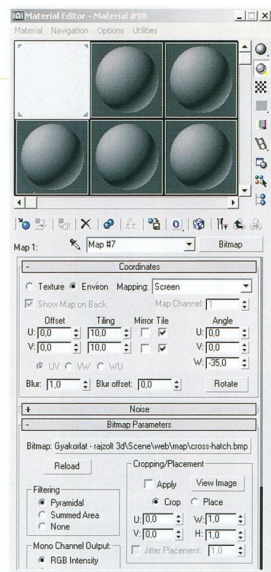 Material Editor - Material #98
Material Navigation Options Utilities
Map 1: Map #7 Bitmap
- Coordinates
Texture Environ Mapping: Screen
Show Map on Back Map Channel: 1
Offset Tiling Mirror Tile Angle
U: 0,0 10,0 U: 0,0
V: 0,0 10,0 V: 0,0
W: -35,0
UV VW WU
Blur: 1,0 Blur offset: 0,0 Rotate
+ Noise
- Bitmap Parameters
Bitmap: Gyakorlat - rajzolt 3d\Scene\web\map\cross-hatch.bmp
Reload
Cropping/Placement
Apply View Image
Crop Place
U: 0,0 W: 1,0
V: 0,0 H: 1,0
Jitter Placement: 1,0
Filtering
Pyramidal
Summed Area
None
Mono Channel Output:
RGB Intensity